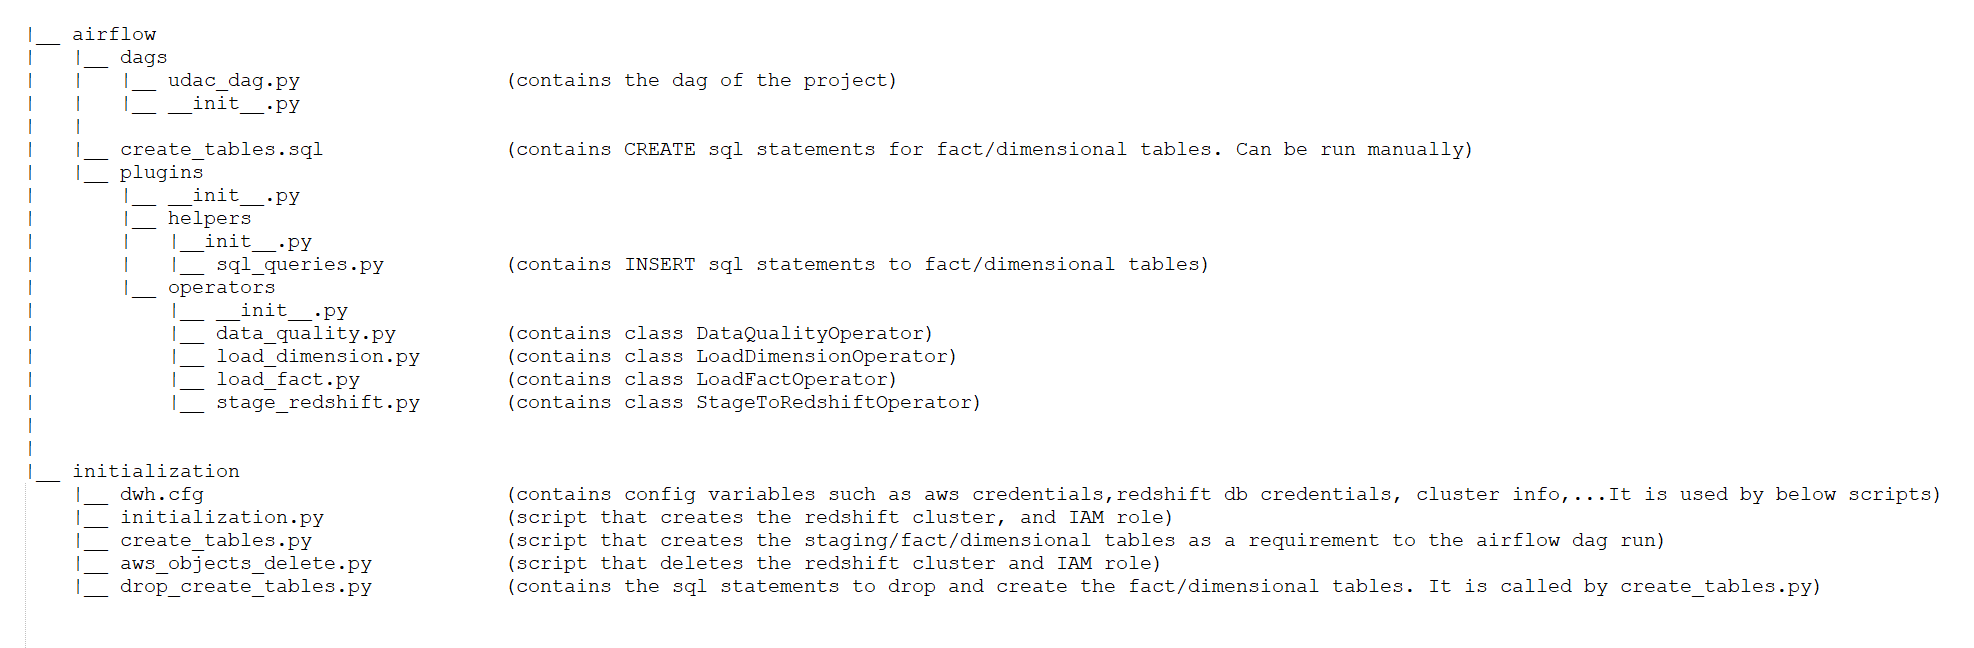 |__ airflow
|   |__ dags
|   |   |__ udac_dag.py                 (contains the dag of the project)
|   |   |__ __init__.py
|   |
|   |__ create_tables.sql               (contains CREATE sql statements for fact/dimensional tables. Can be run manually)
|   |__ plugins
|       |__ __init__.py
|       |__ helpers
|       |   |__init__.py
|       |   |__ sql_queries.py          (contains INSERT sql statements to fact/dimensional tables)
|       |__ operators
|           |__ __init__.py
|           |__ data_quality.py         (contains class DataQualityOperator)
|           |__ load_dimension.py       (contains class LoadDimensionOperator)
|           |__ load_fact.py            (contains class LoadFactOperator)
|           |__ stage_redshift.py       (contains class StageToRedshiftOperator)
|
|
|__ initialization
    |__ dwh.cfg                         (contains config variables such as aws credentials,redshift db credentials, cluster info,...It is used by below scripts)
    |__ initialization.py               (script that creates the redshift cluster, and IAM role)
    |__ create_tables.py                (script that creates the staging/fact/dimensional tables as a requirement to the airflow dag run)
    |__ aws_objects_delete.py           (script that deletes the redshift cluster and IAM role)
    |__ drop_create_tables.py           (contains the sql statements to drop and create the fact/dimensional tables. It is called by create_tables.py)